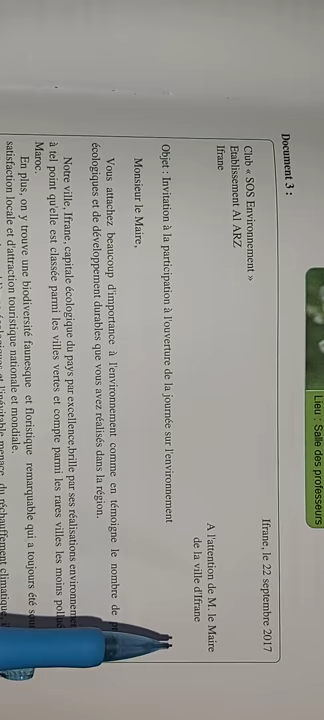 Lieu : Salle des professeurs
Document 3 :
Ifrane, le 22 septembre 2017
Club « SOS Environnement »
Etablissement Al ARZ
Ifrane
A l'attention de M. le Maire
de la ville d'Ifrane
Objet : Invitation à la participation à l'ouverture de la journée sur l'environnement
Monsieur le Maire,
Vous attachez beaucoup d'importance à l'environnement comme en témoigne le nombre de
écologiques et de développement durables que vous avez réalisés dans la région.
Notre ville, Ifrane, capitale écologique du pays par excellence,brille par ses réalisations
à tel point qu'elle est classée parmi les villes vertes et compte parmi les rares villes les moins
Maroc.
En plus, on y trouve une biodiversité faunesque et floristique remarquable qui a toujours été
satisfaction locale et d'attraction touristique nationale et mondiale.
l'inévitable menace du réchauffement climatique